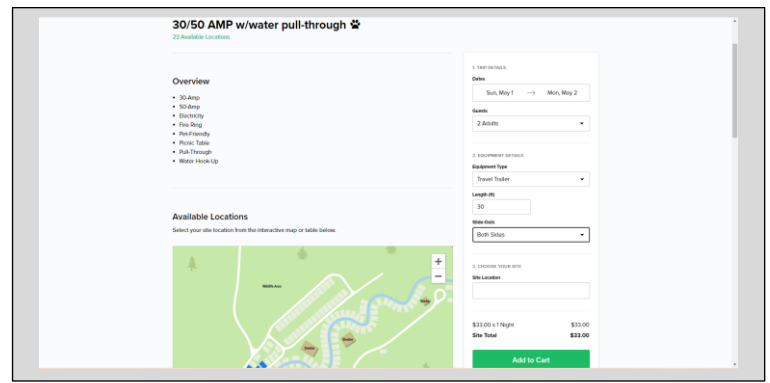 30/50 AMP w/water pull-through
23 Available Locations
Overview
30-Amp
50-Amp
Electricity
Fire Ring
Pet-Friendly
Picnic Table
Pull-Through
Water Hook-Up
Available Locations
Select your site location from the interactive map or table below.
Wildlife Area
+
−
1. TRIP DETAILS
Dates
Sun, May 1 → Mon, May 2
Guests
2 Adults
2. EQUIPMENT DETAILS
Equipment Type
Travel Trailer
Length (ft)
30
Slide-Outs
Both Sides
3. CHOOSE YOUR SITE
Site Location
$33.00 x 1 Night $33.00
Site Total $33.00
Add to Cart